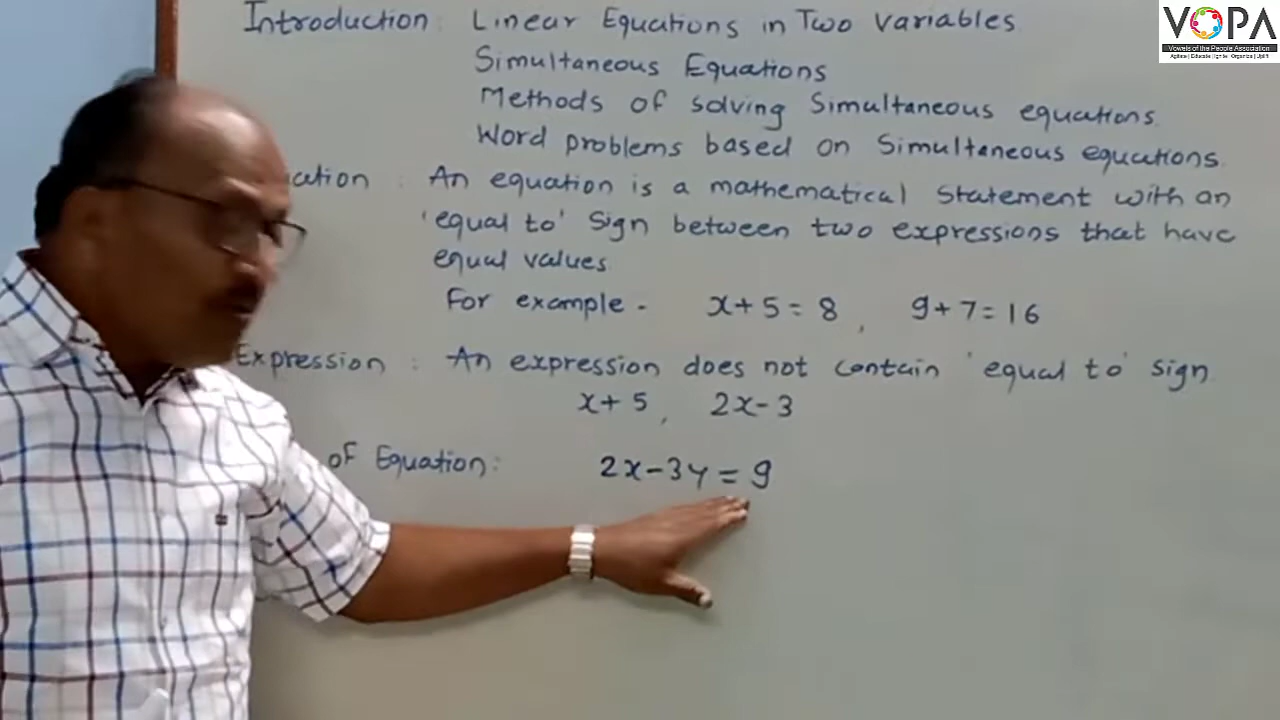 VOPA
Vowels of the People Association
Introduction: Linear Equations in Two Variables
Simultaneous Equations
Methods of solving Simultaneous equations.
Word problems based on Simultaneous equations.
: An equation is a mathematical Statement with an
'equal to' Sign between two expressions that have
equal values
For example - x+5=8, 9+7=16
Expression : An expression does not contain 'equal to' sign
x+5, 2x-3
of Equation: 2x-3y=9